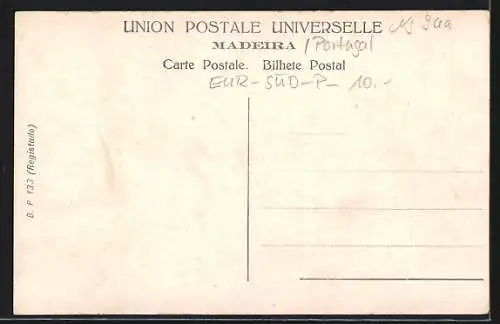 UNION POSTALE UNIVERSELLE
MADEIRA / Portugal
Carte Postale. Bilhete Postal
EUR-SÜD-P- 10.-
B. P 133 (Registado)